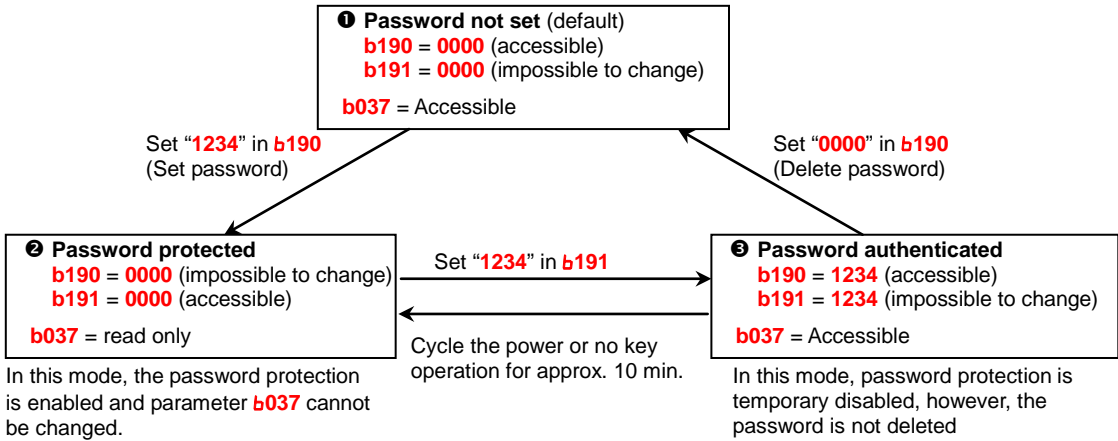 ❶ Password not set (default)
b190 = 0000 (accessible)
b191 = 0000 (impossible to change)
b037 = Accessible
Set “1234” in b190
(Set password)
Set “0000” in b190
(Delete password)
❷ Password protected
b190 = 0000 (impossible to change)
b191 = 0000 (accessible)
b037 = read only
Set “1234” in b191
Cycle the power or no key
operation for approx. 10 min.
❸ Password authenticated
b190 = 1234 (accessible)
b191 = 1234 (impossible to change)
b037 = Accessible
In this mode, the password protection
is enabled and parameter b037 cannot
be changed.
In this mode, password protection is
temporary disabled, however, the
password is not deleted